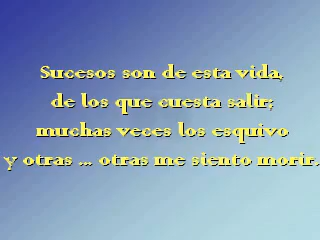 Sucesos son de esta vida,
de los que cuesta salir;
muchas veces los esquivo
y otras ... otras me siento morir.